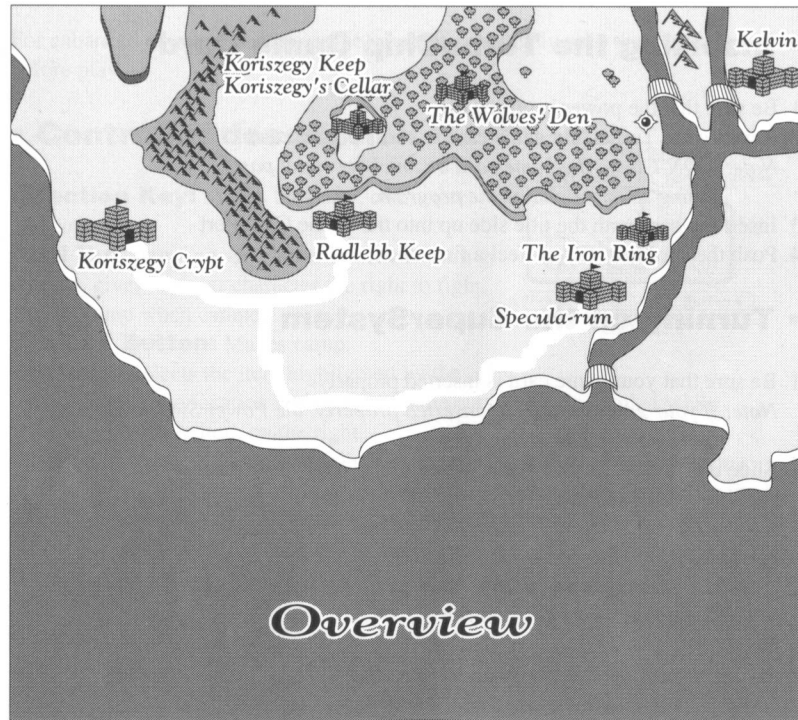 Kelvin
Koriszegy Keep
Koriszegy's Cellar
The Wolves' Den
Koriszegy Crypt
Radlebb Keep
The Iron Ring
Specula-rum
Overview